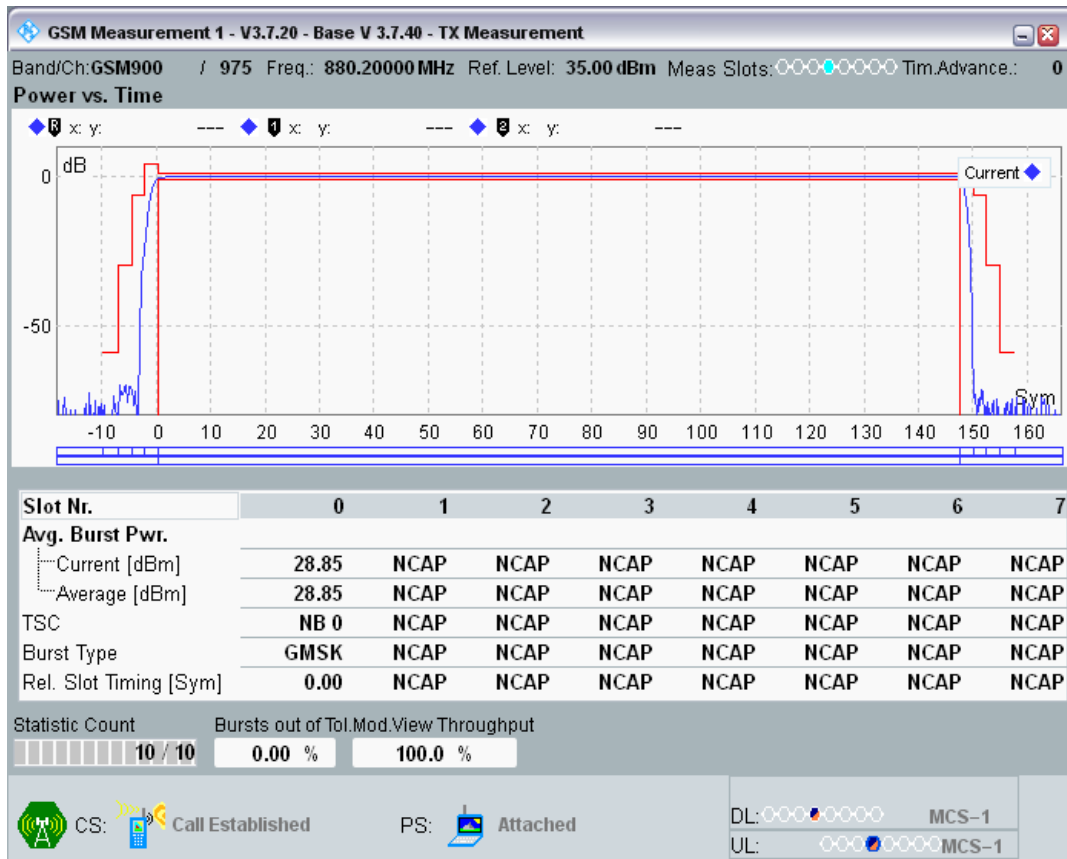 GSM Measurement 1 - V3.7.20 - Base V 3.7.40 - TX Measurement
Band/Ch:GSM900 / 975 Freq.: 880.20000 MHz Ref. Level: 35.00 dBm Meas Slots: Tim.Advance.: 0
Power vs. Time
R x: y: --- 1 x: y: --- 2 x: y: ---
dB
Current
0
-50
Sym
-10 0 10 20 30 40 50 60 70 80 90 100 110 120 130 140 150 160
Slot Nr. 0 1 2 3 4 5 6 7
Avg. Burst Pwr.
Current [dBm] 28.85 NCAP NCAP NCAP NCAP NCAP NCAP NCAP
Average [dBm] 28.85 NCAP NCAP NCAP NCAP NCAP NCAP NCAP
TSC NB 0 NCAP NCAP NCAP NCAP NCAP NCAP NCAP
Burst Type GMSK NCAP NCAP NCAP NCAP NCAP NCAP NCAP
Rel. Slot Timing [Sym] 0.00 NCAP NCAP NCAP NCAP NCAP NCAP NCAP
Statistic Count Bursts out of Tol.Mod.View Throughput
10 / 10 0.00 % 100.0 %
CS: Call Established PS: Attached
DL: MCS-1
UL: MCS-1